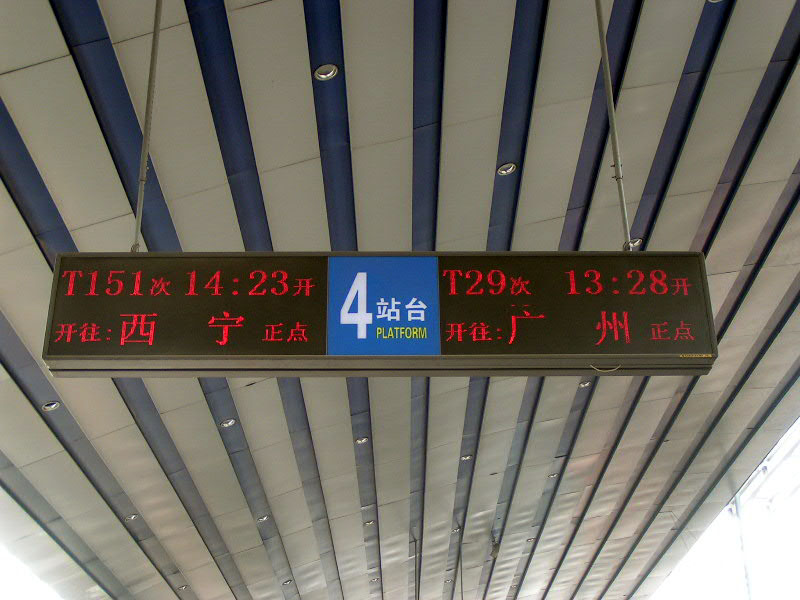 T151次 14:23开
开往:西 宁 正点
4站台
PLATFORM
T29次 13:28开
开往:广 州 正点